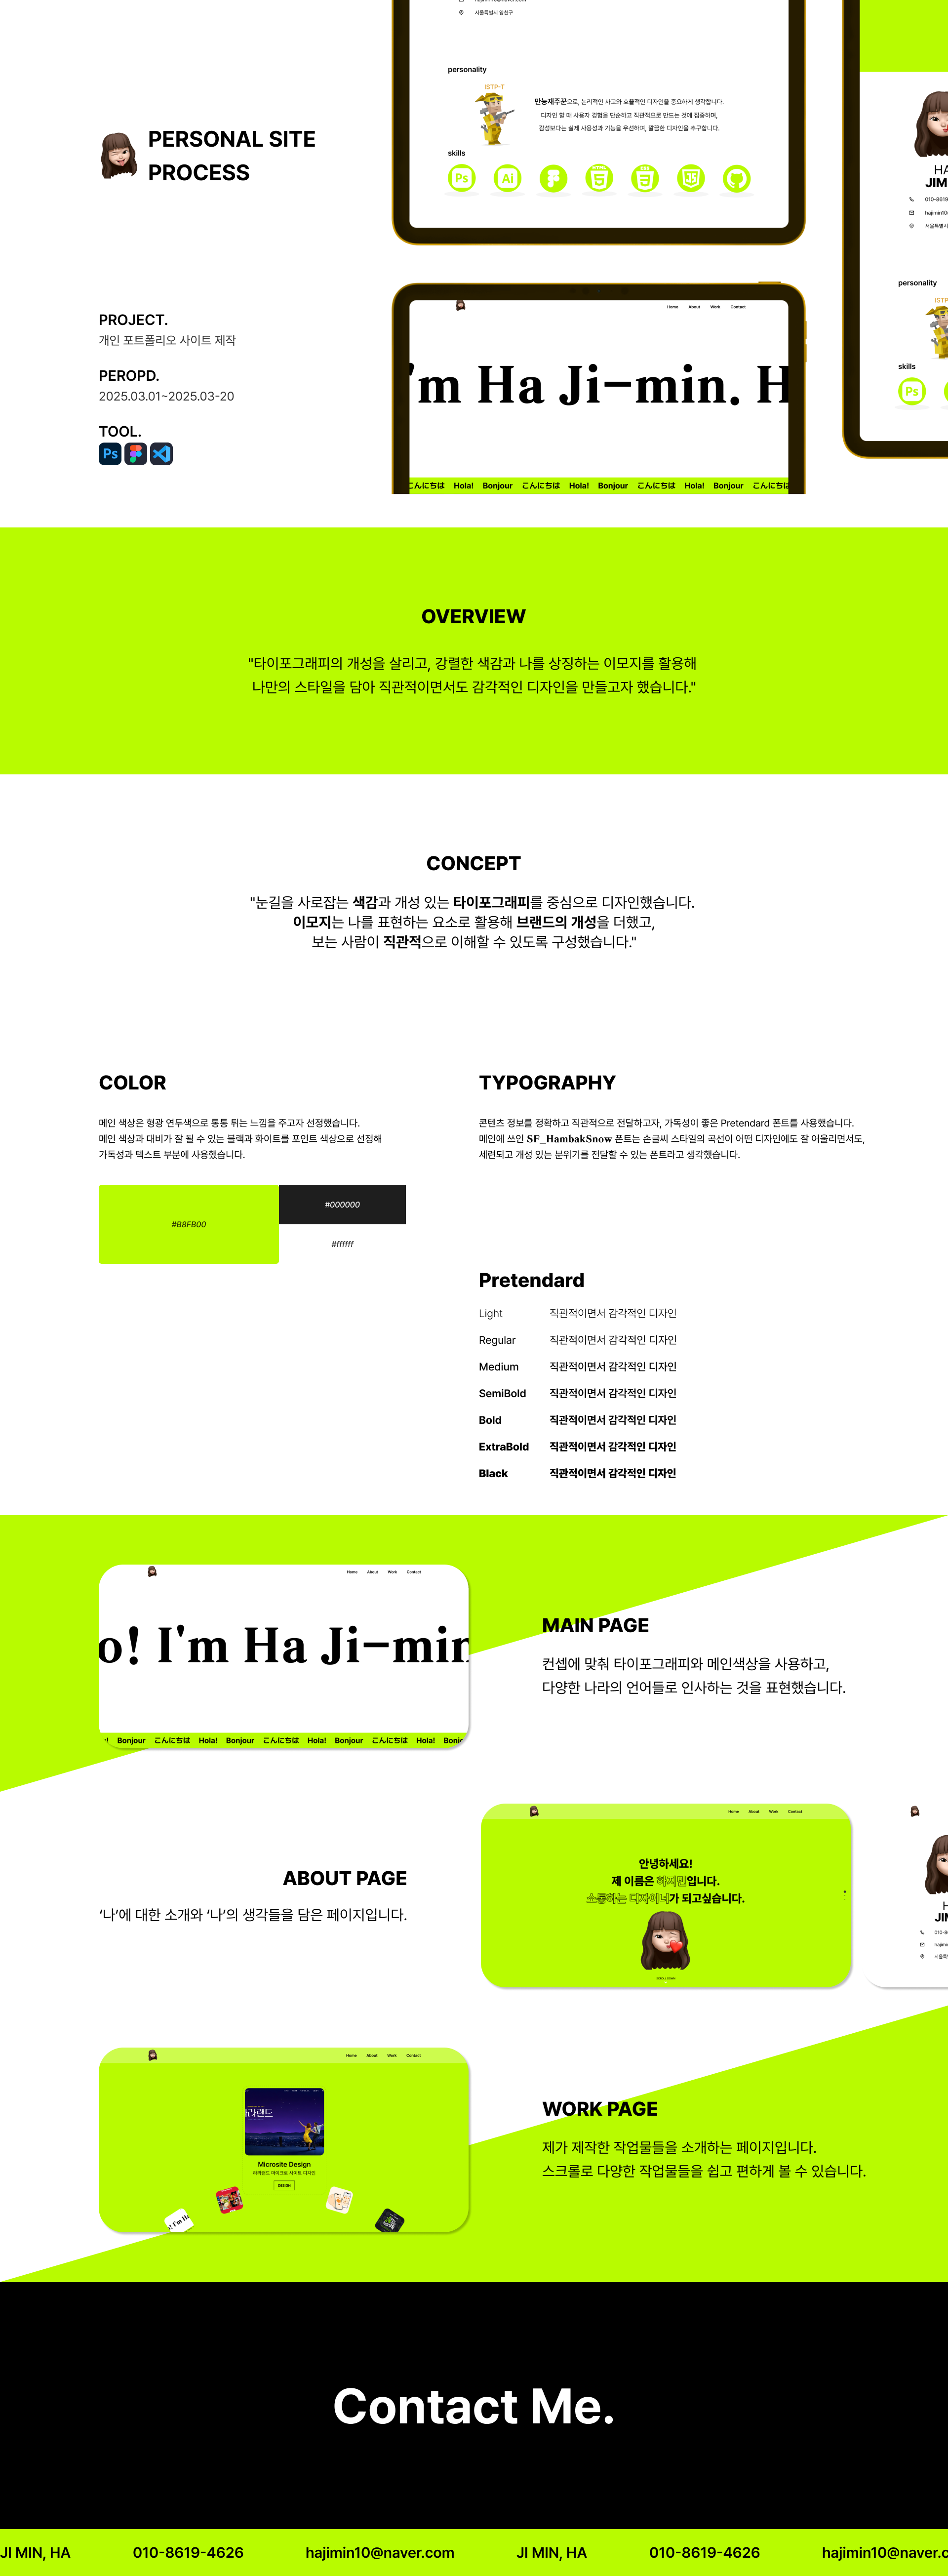 hajimin10@naver.com
서울특별시 양천구
personality
ISTP-T
만능재주꾼으로, 논리적인 사고와 효율적인 디자인을 중요하게 생각합니다.
디자인 할 때 사용자 경험을 단순하고 직관적으로 만드는 것에 집중하며,
감성보다는 실제 사용성과 기능을 우선하며, 깔끔한 디자인을 추구합니다.
skills
Ps
Ai
HTML
5
CSS
3
JS
PERSONAL SITE
PROCESS
HA
JIM
010-8619
hajimin10
서울특별시
personality
ISTP
skills
Ps
PROJECT.
개인 포트폴리오 사이트 제작
PEROPD.
2025.03.01~2025.03-20
TOOL.
Ps
Home About Work Contact
'm Ha Ji-min. H
こんにちは Hola! Bonjour こんにちは Hola! Bonjour こんにちは Hola! Bonjour こんにちは
OVERVIEW
"타이포그래피의 개성을 살리고, 강렬한 색감과 나를 상징하는 이모지를 활용해
나만의 스타일을 담아 직관적이면서도 감각적인 디자인을 만들고자 했습니다."
CONCEPT
"눈길을 사로잡는 색감과 개성 있는 타이포그래피를 중심으로 디자인했습니다.
이모지는 나를 표현하는 요소로 활용해 브랜드의 개성을 더했고,
보는 사람이 직관적으로 이해할 수 있도록 구성했습니다."
COLOR
메인 색상은 형광 연두색으로 통통 튀는 느낌을 주고자 선정했습니다.
메인 색상과 대비가 잘 될 수 있는 블랙과 화이트를 포인트 색상으로 선정해
가독성과 텍스트 부분에 사용했습니다.
#B8FB00
#000000
#ffffff
TYPOGRAPHY
콘텐츠 정보를 정확하고 직관적으로 전달하고자, 가독성이 좋은 Pretendard 폰트를 사용했습니다.
메인에 쓰인 SF_HambakSnow 폰트는 손글씨 스타일의 곡선이 어떤 디자인에도 잘 어울리면서도,
세련되고 개성 있는 분위기를 전달할 수 있는 폰트라고 생각했습니다.
Pretendard
Light 직관적이면서 감각적인 디자인
Regular 직관적이면서 감각적인 디자인
Medium 직관적이면서 감각적인 디자인
SemiBold 직관적이면서 감각적인 디자인
Bold 직관적이면서 감각적인 디자인
ExtraBold 직관적이면서 감각적인 디자인
Black 직관적이면서 감각적인 디자인
Home About Work Contact
o! I'm Ha Ji-min
Bonjour こんにちは Hola! Bonjour こんにちは Hola! Bonjour こんにちは Hola! Bonjo
MAIN PAGE
컨셉에 맞춰 타이포그래피와 메인색상을 사용하고,
다양한 나라의 언어들로 인사하는 것을 표현했습니다.
ABOUT PAGE
‘나’에 대한 소개와 ‘나’의 생각들을 담은 페이지입니다.
Home About Work Contact
안녕하세요!
제 이름은 하지민입니다.
소통하는 디자이너가 되고싶습니다.
SCROLL DOWN
H
JIM
010-8
hajimin
서울특
Home About Work Contact
라라랜드
Microsite Design
라라랜드 마이크로 사이트 디자인
DESIGN
! I'm Ha
WORK PAGE
제가 제작한 작업물들을 소개하는 페이지입니다.
스크롤로 다양한 작업물들을 쉽고 편하게 볼 수 있습니다.
Contact Me.
JI MIN, HA 010-8619-4626 hajimin10@naver.com JI MIN, HA 010-8619-4626 hajimin10@naver.c